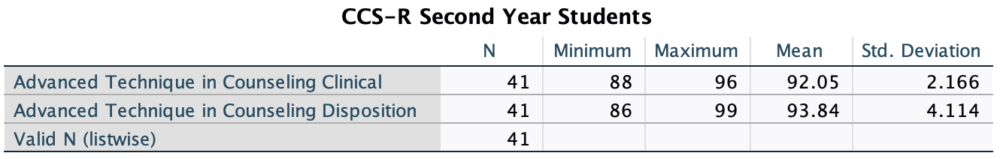 CCS-R Second Year Students
N Minimum Maximum Mean Std. Deviation
Advanced Technique in Counseling Clinical 41 88 96 92.05 2.166
Advanced Technique in Counseling Disposition 41 86 99 93.84 4.114
Valid N (listwise) 41